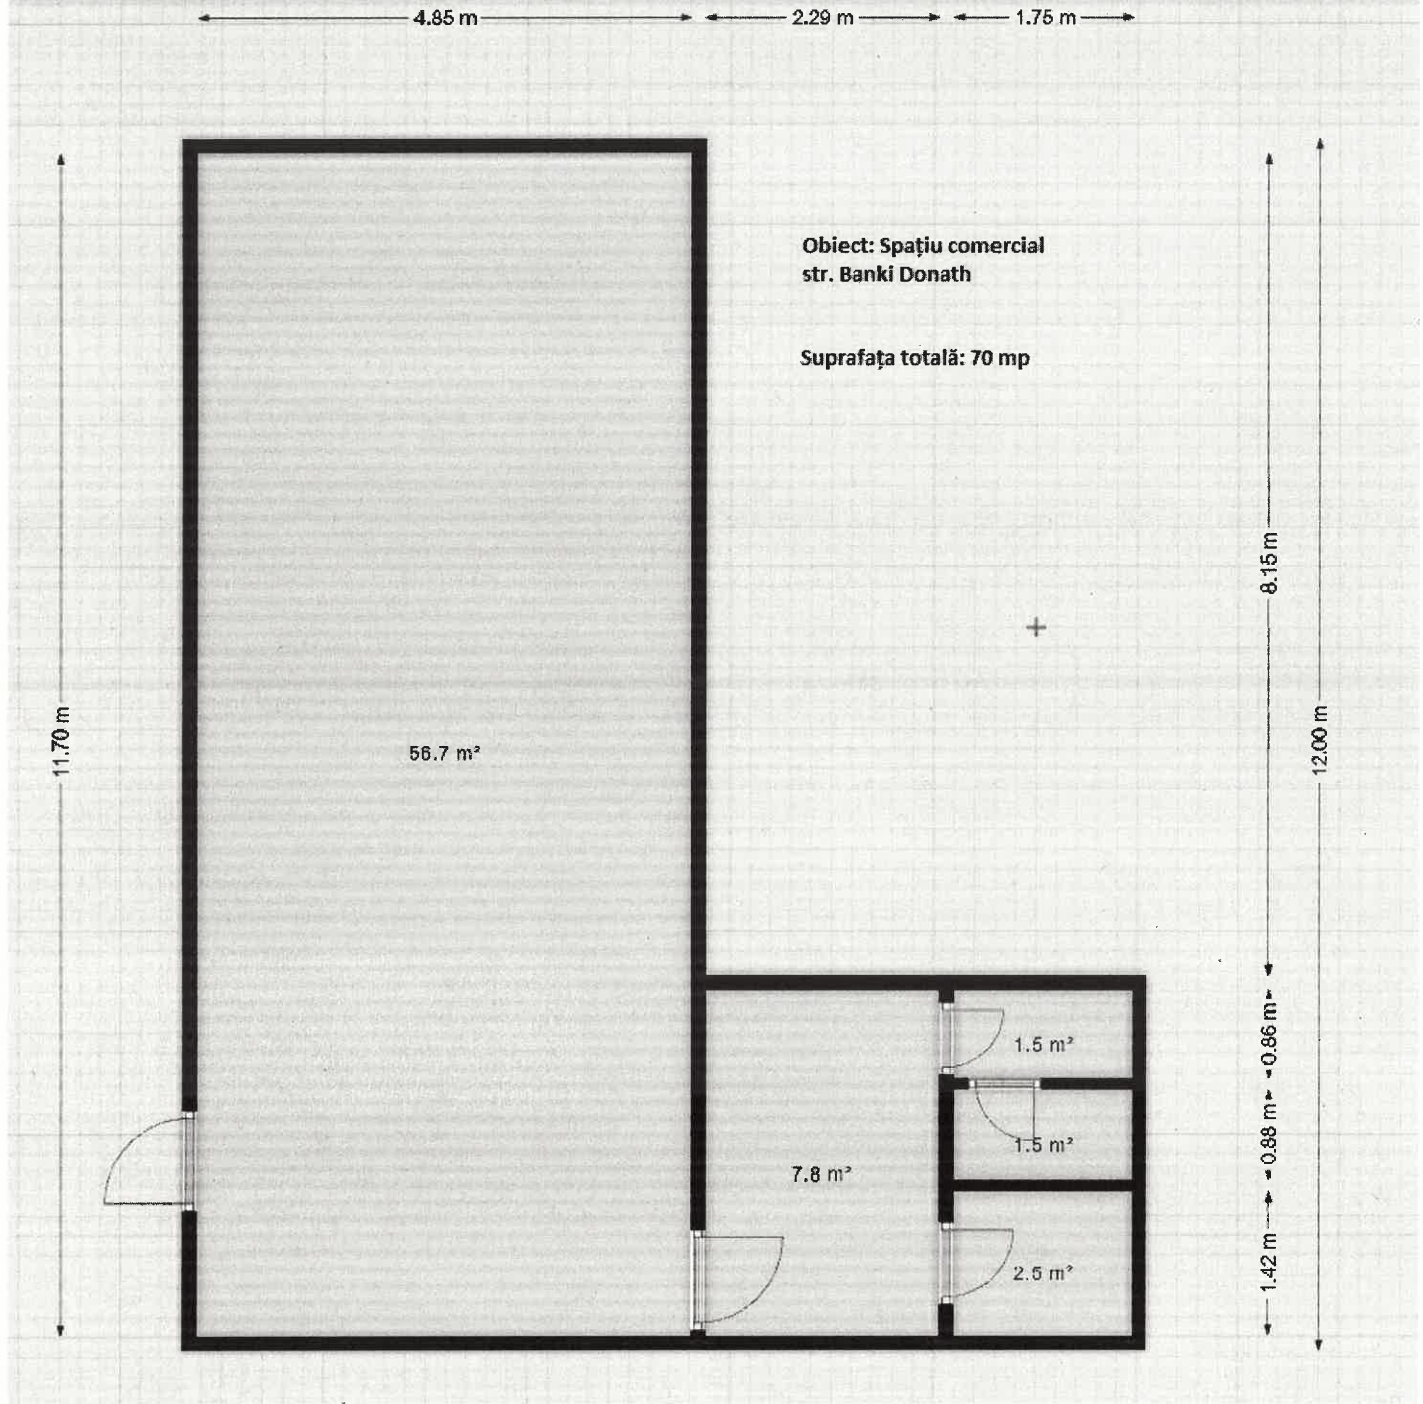 4.85 m
2.29 m
1.75 m
Obiect: Spațiu comercial
str. Banki Donath
Suprafața totală: 70 mp
8.15 m
11.70 m
12.00 m
56.7 m²
0.86 m
1.5 m²
0.88 m
1.5 m²
7.8 m²
1.42 m
2.5 m²